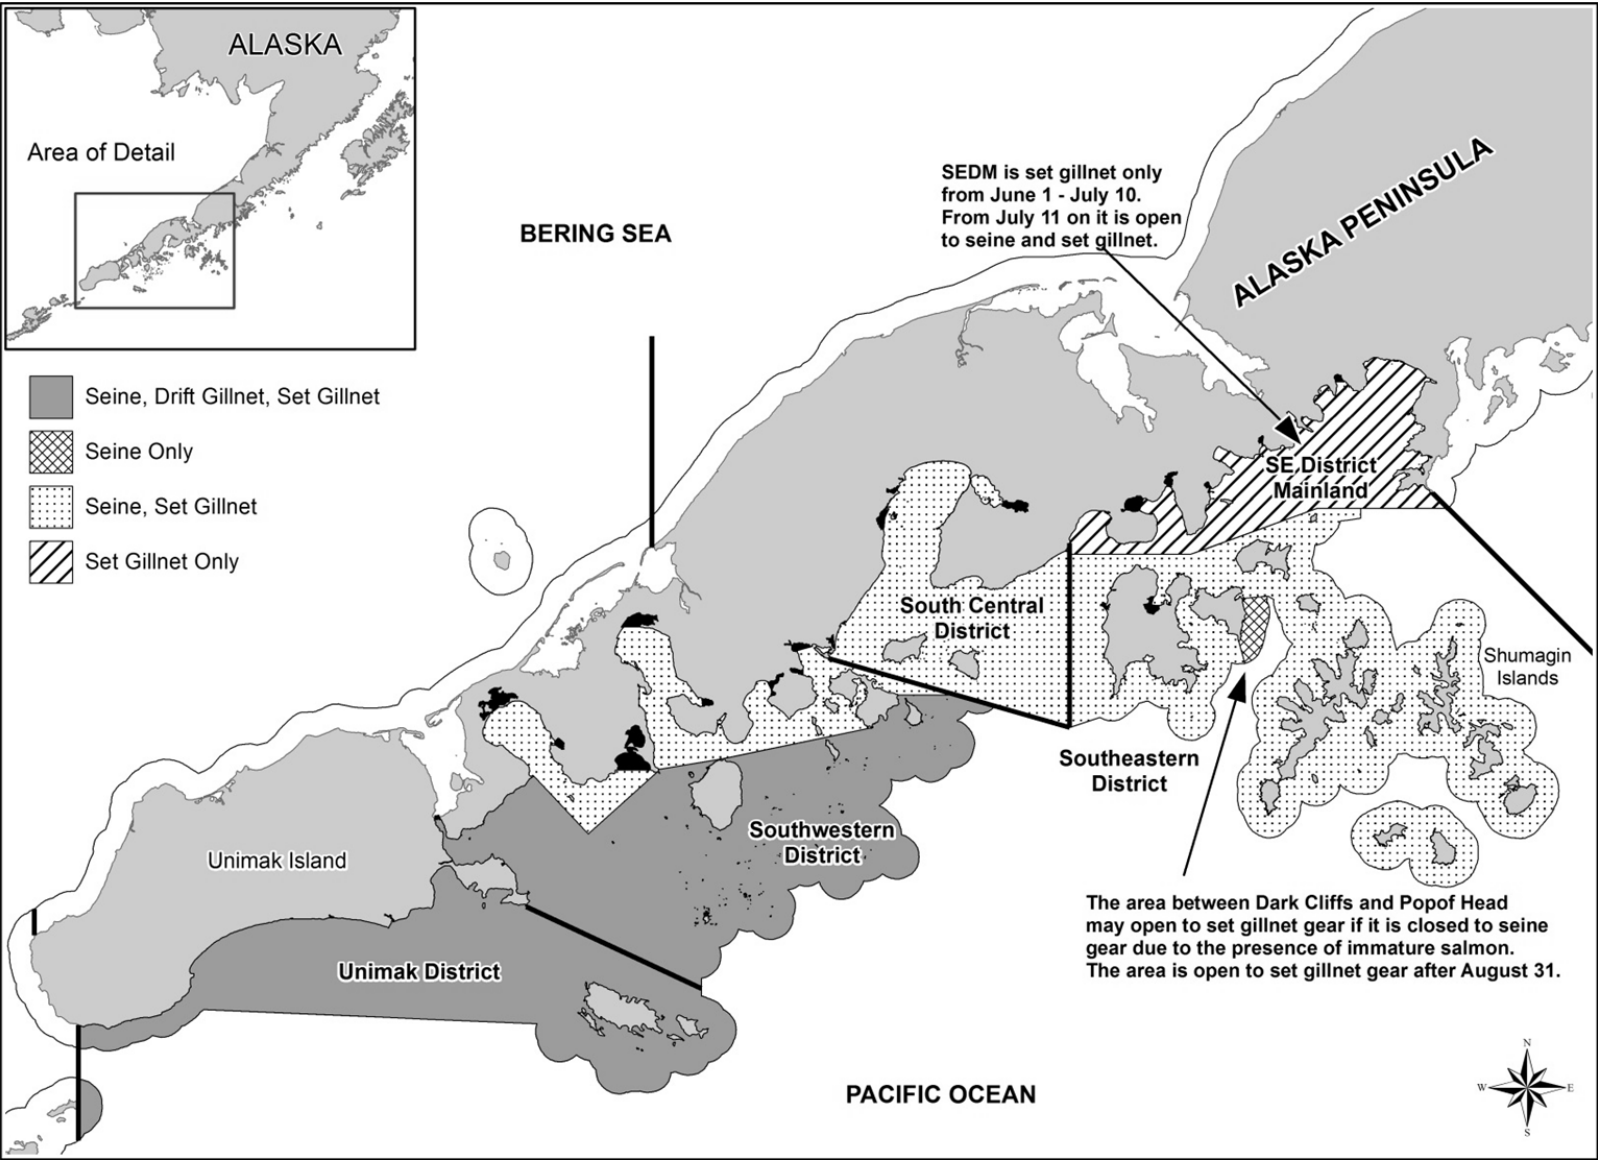 ALASKA
Area of Detail
BERING SEA
SEDM is set gillnet only
from June 1 - July 10.
From July 11 on it is open
to seine and set gillnet.
ALASKA PENINSULA
Seine, Drift Gillnet, Set Gillnet
Seine Only
Seine, Set Gillnet
Set Gillnet Only
SE District
Mainland
South Central
District
Shumagin
Islands
Southeastern
District
Southwestern
District
Unimak Island
Unimak District
The area between Dark Cliffs and Popof Head
may open to set gillnet gear if it is closed to seine
gear due to the presence of immature salmon.
The area is open to set gillnet gear after August 31.
PACIFIC OCEAN
N
W E
S